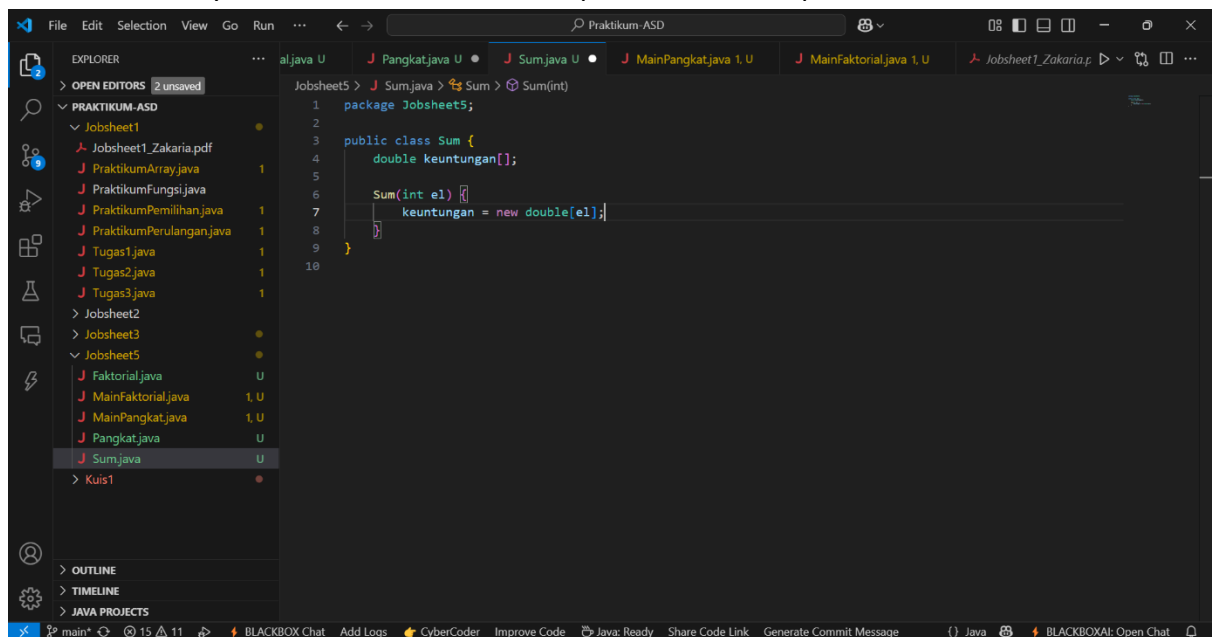 File Edit Selection View Go Run ... Praktikum-ASD
EXPLORER ... al.java U Pangkat.java U Sum.java U MainPangkat.java 1, U MainFaktorial.java 1, U Jobsheet1_Zakaria.p
OPEN EDITORS 2 unsaved
Jobsheet5 > Sum.java > Sum > Sum(int)
PRAKTIKUM-ASD
Jobsheet1
Jobsheet1_Zakaria.pdf
PraktikumArray.java 1
PraktikumFungsi.java
PraktikumPemilihan.java 1
PraktikumPerulangan.java 1
Tugas1.java 1
Tugas2.java 1
Tugas3.java 1
Jobsheet2
Jobsheet3
Jobsheet5
Faktorial.java U
MainFaktorial.java 1, U
MainPangkat.java 1, U
Pangkat.java U
Sum.java U
Kuis1
OUTLINE
TIMELINE
JAVA PROJECTS
2
9
1 package Jobsheet5;
2
3 public class Sum {
4 double keuntungan[];
5
6 Sum(int el) {
7 keuntungan = new double[el];
8 }
9 }
10
main* 15 11 BLACKBOX Chat Add Logs CyberCoder Improve Code Java: Ready Share Code Link Generate Commit Message {} Java BLACKBOXAI: Open Chat